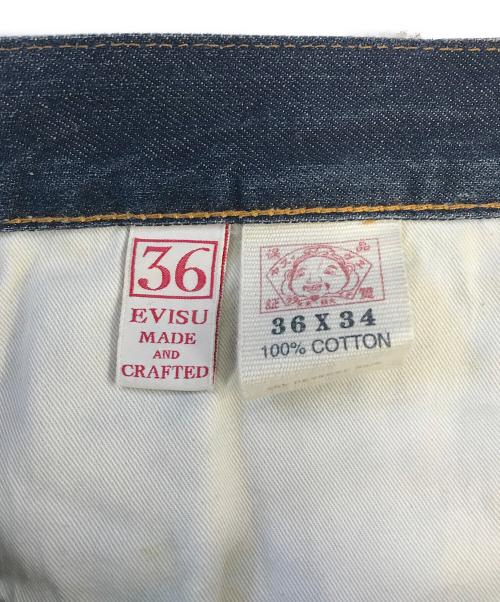 36
EVISU
MADE
AND
CRAFTED
36 X 34
100% COTTON